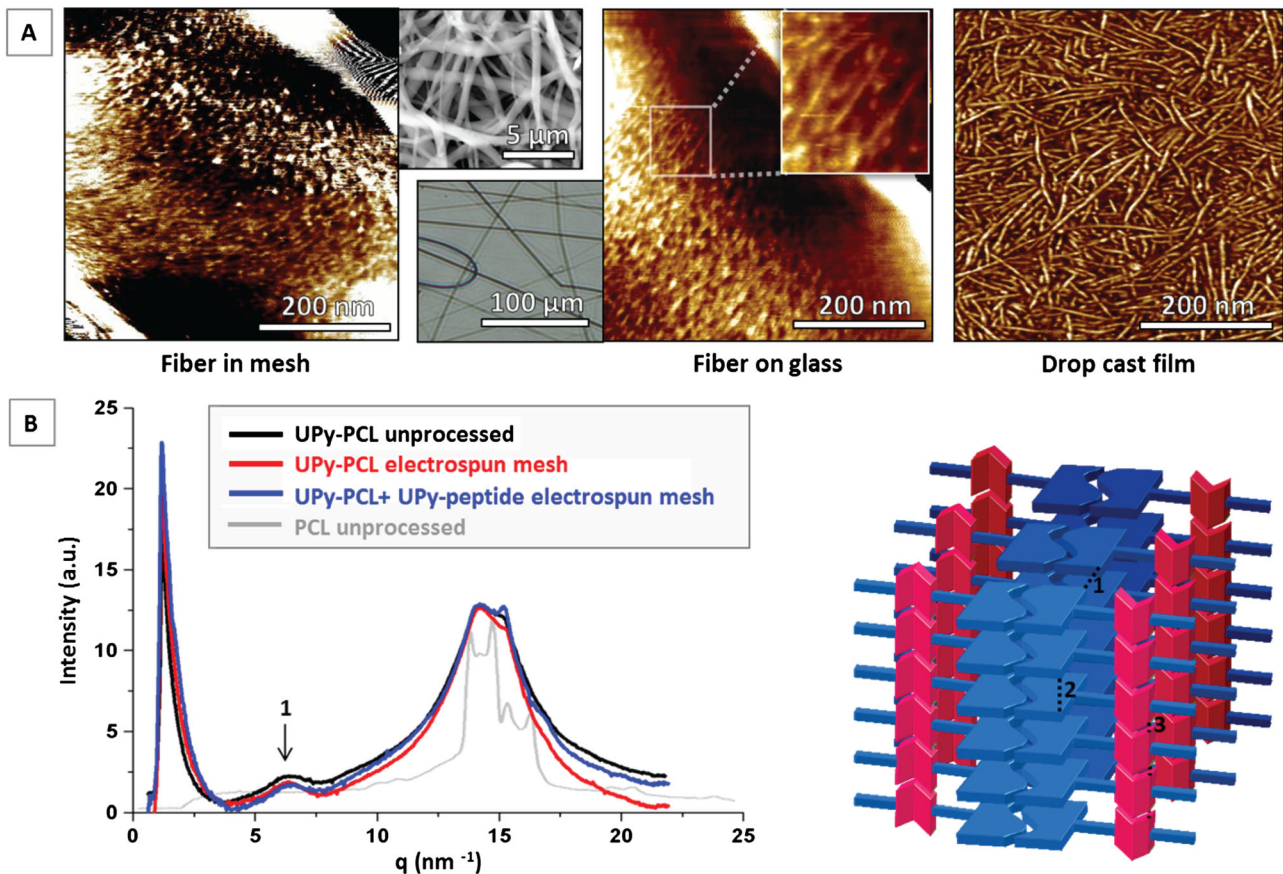 A
5 µm
100 µm
200 nm
200 nm
200 nm
Fiber in mesh
Fiber on glass
Drop cast film
B
25
20
15
10
5
0
Intensity (a.u.)
UPy-PCL unprocessed
UPy-PCL electrospun mesh
UPy-PCL+ UPy-peptide electrospun mesh
PCL unprocessed
1
0 5 10 15 20 25
q (nm ⁻¹)
1
2
3